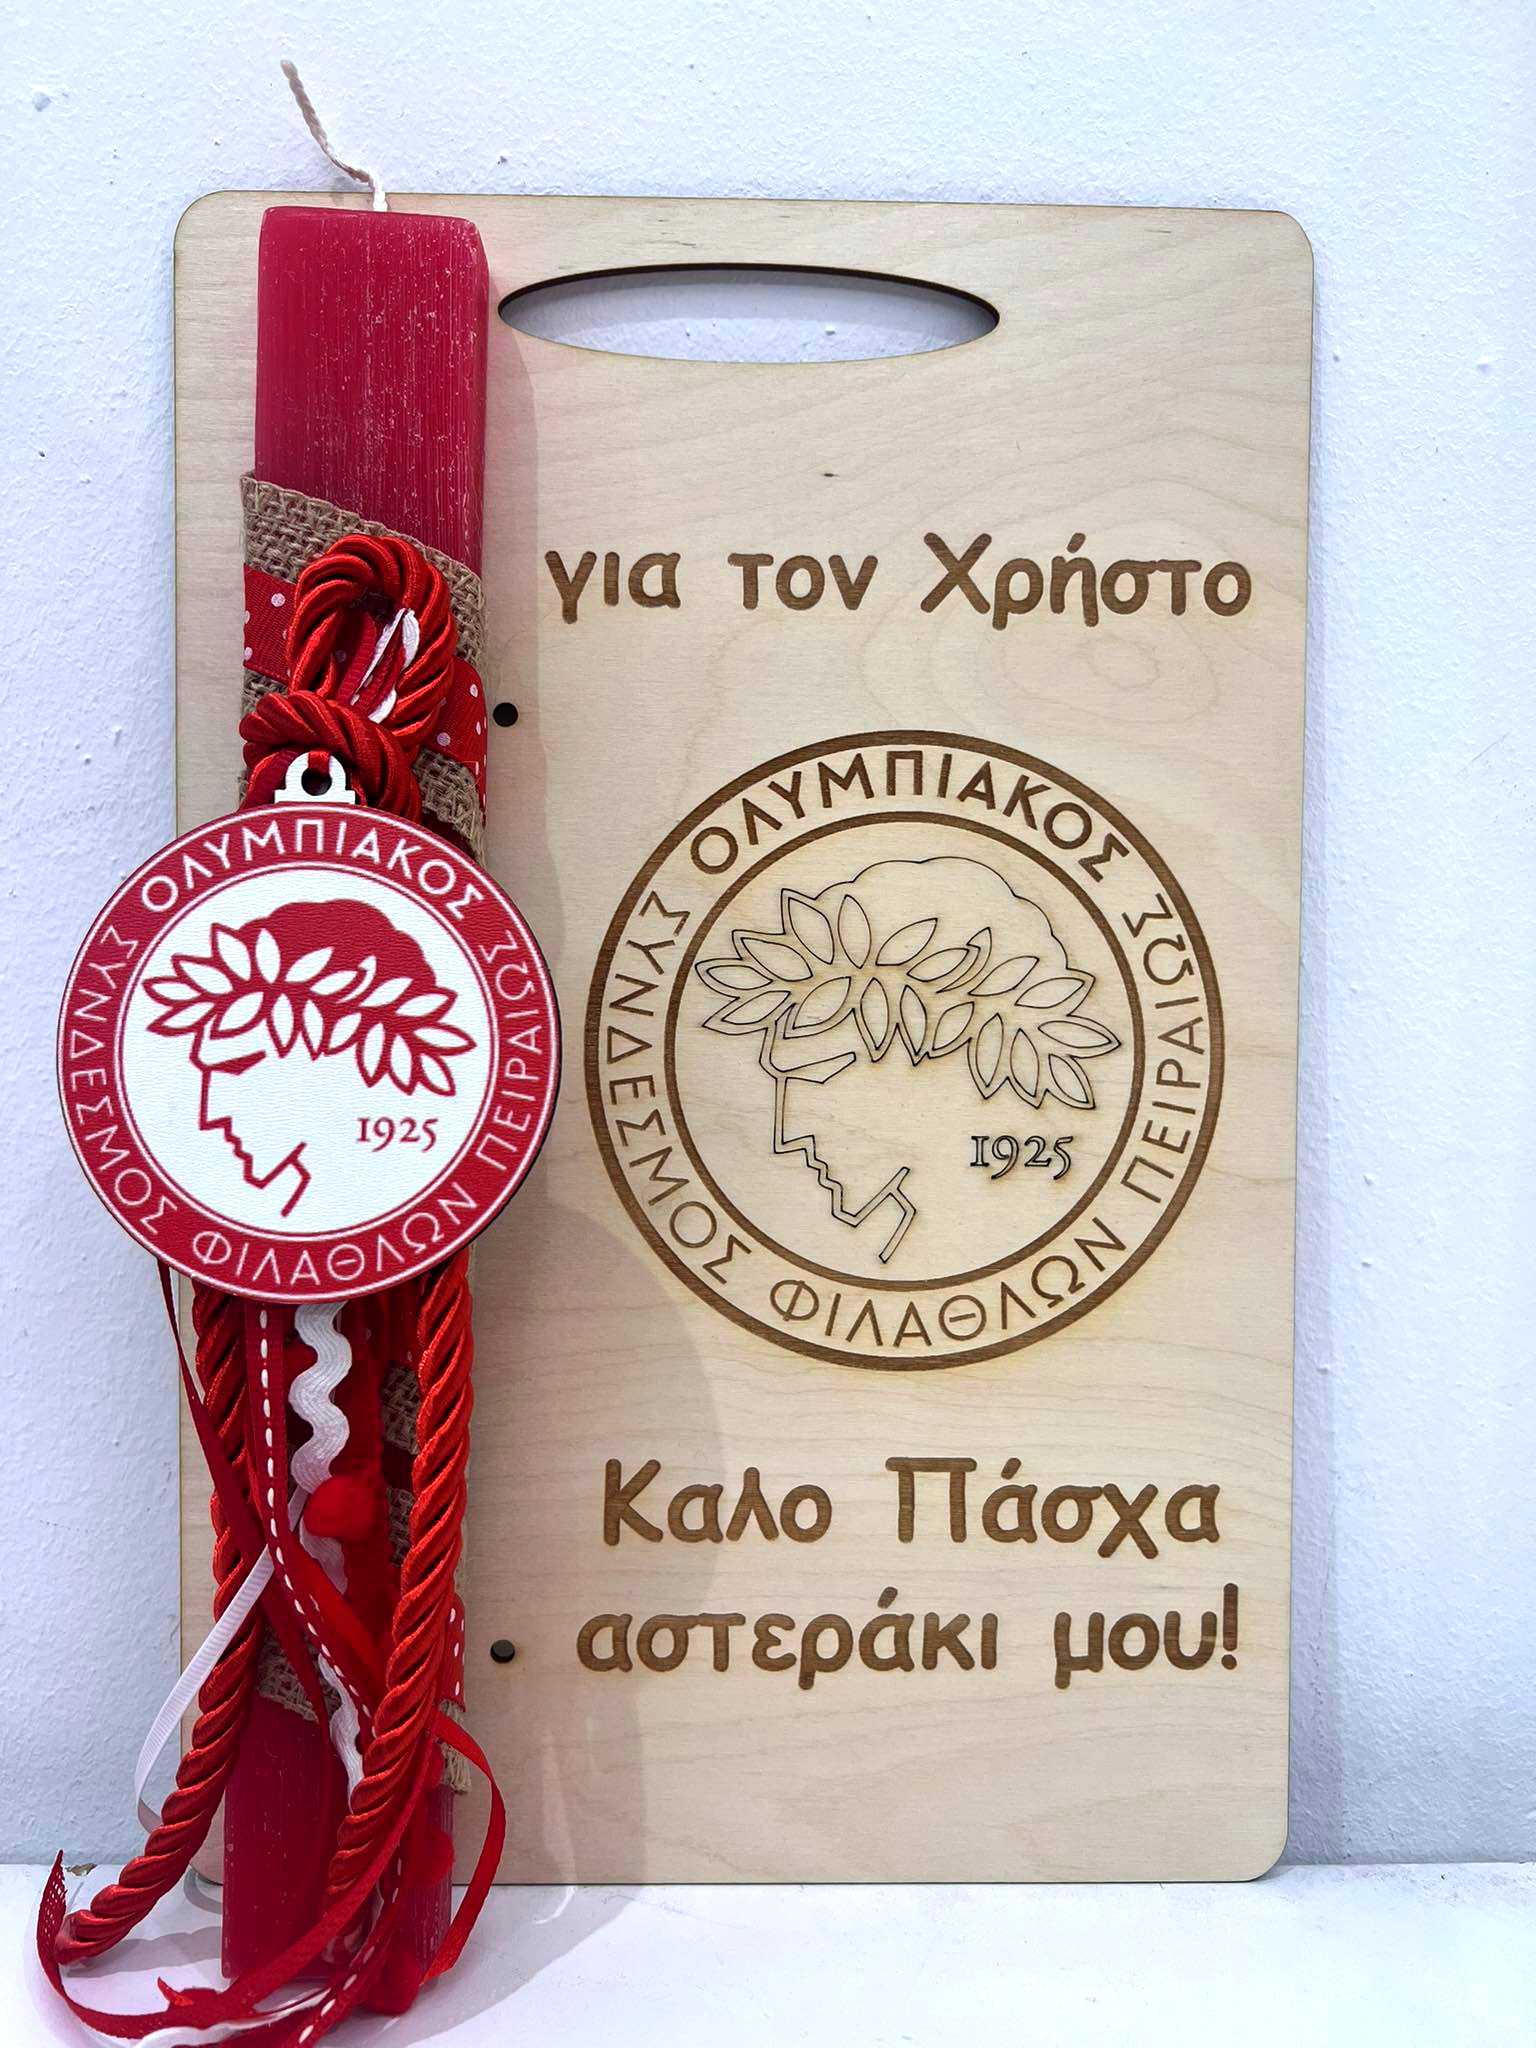 για τον Χρήστο
ΟΛΥΜΠΙΑΚΟΣ
ΣΥΝΔΕΣΜΟΣ ΦΙΛΑΘΛΩΝ ΠΕΙΡΑΙΩΣ
1925
ΟΛΥΜΠΙΑΚΟΣ
ΣΥΝΔΕΣΜΟΣ ΦΙΛΑΘΛΩΝ ΠΕΙΡΑΙΩΣ
1925
Καλο Πάσχα
αστεράκι μου!